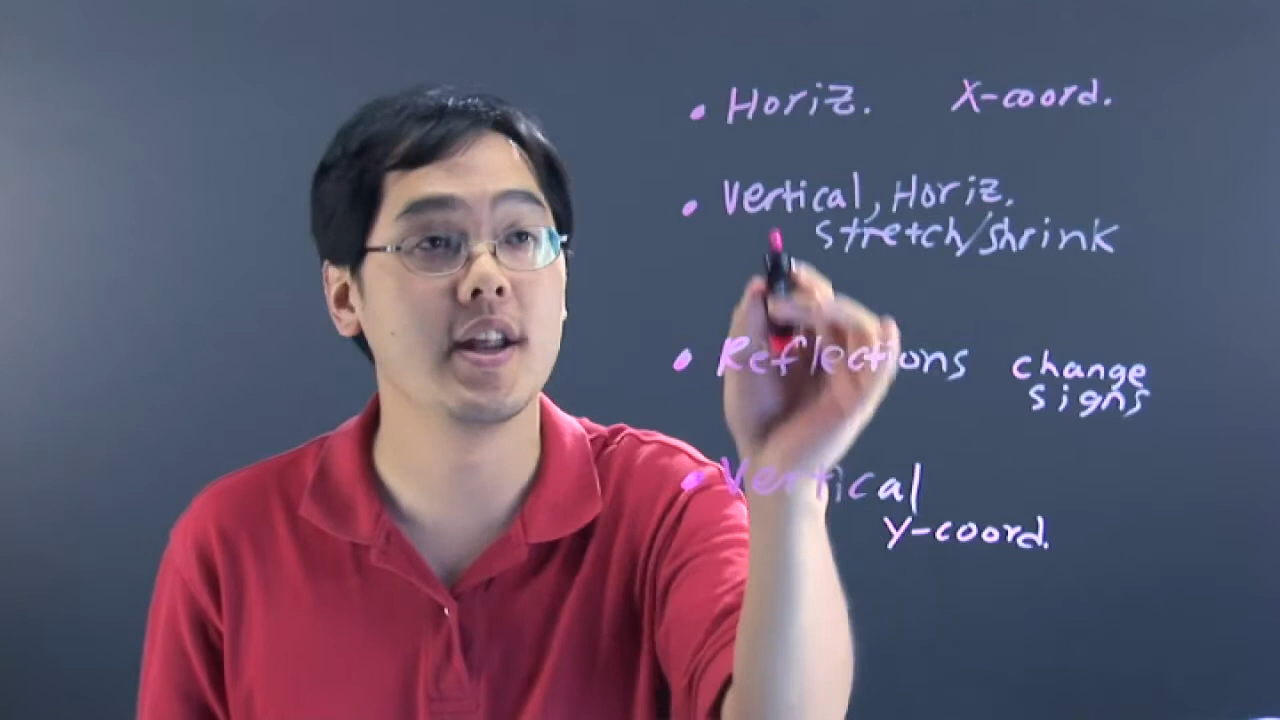 • Horiz. X-coord.
• Vertical, Horiz.
stretch/shrink
• Reflections change
signs
• Vertical
Y-coord.